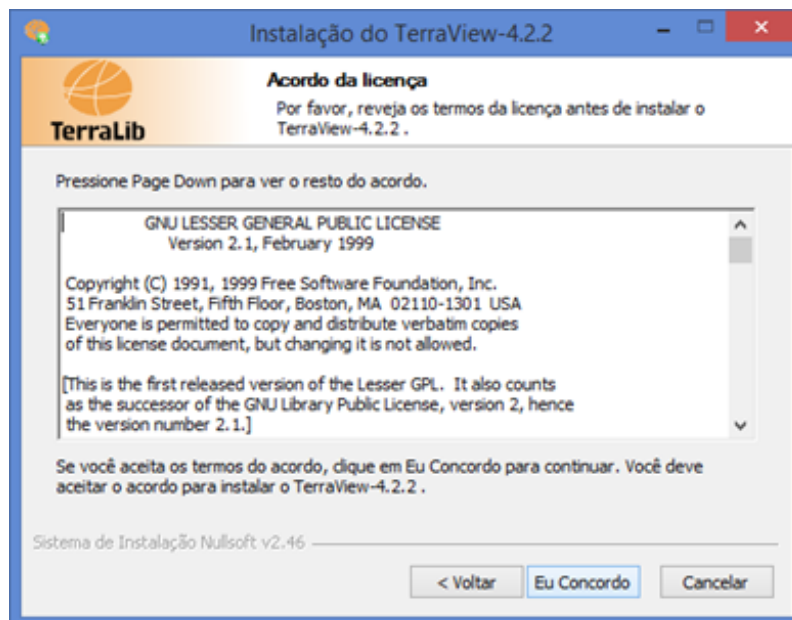 Instalação do TerraView-4.2.2
TerraLib
Acordo da licença
Por favor, reveja os termos da licença antes de instalar o
TerraView-4.2.2 .
Pressione Page Down para ver o resto do acordo.
GNU LESSER GENERAL PUBLIC LICENSE
Version 2.1, February 1999
Copyright (C) 1991, 1999 Free Software Foundation, Inc.
51 Franklin Street, Fifth Floor, Boston, MA 02110-1301 USA
Everyone is permitted to copy and distribute verbatim copies
of this license document, but changing it is not allowed.
[This is the first released version of the Lesser GPL. It also counts
as the successor of the GNU Library Public License, version 2, hence
the version number 2.1.]
Se você aceita os termos do acordo, clique em Eu Concordo para continuar. Você deve
aceitar o acordo para instalar o TerraView-4.2.2 .
Sistema de Instalação Nullsoft v2.46
< Voltar Eu Concordo Cancelar